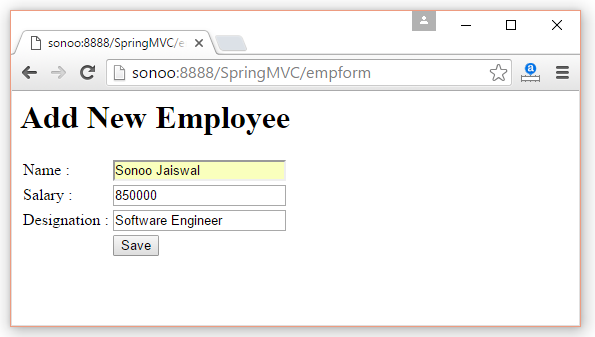 sonoo:8888/SpringMVC/e
sonoo:8888/SpringMVC/empform
Add New Employee
Name : Sonoo Jaiswal
Salary : 850000
Designation : Software Engineer
Save